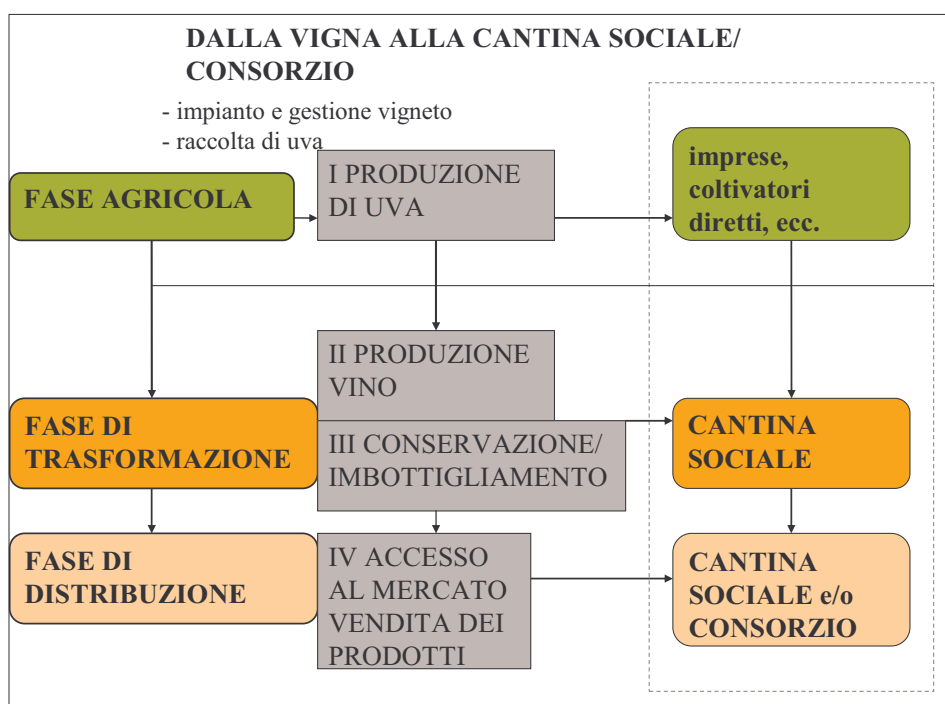 DALLA VIGNA ALLA CANTINA SOCIALE/
CONSORZIO
- impianto e gestione vigneto
- raccolta di uva
FASE AGRICOLA
I PRODUZIONE
DI UVA
imprese,
coltivatori
diretti, ecc.
II PRODUZIONE
VINO
FASE DI
TRASFORMAZIONE
III CONSERVAZIONE/
IMBOTTIGLIAMENTO
CANTINA
SOCIALE
FASE DI
DISTRIBUZIONE
IV ACCESSO
AL MERCATO
VENDITA DEI
PRODOTTI
CANTINA
SOCIALE e/o
CONSORZIO